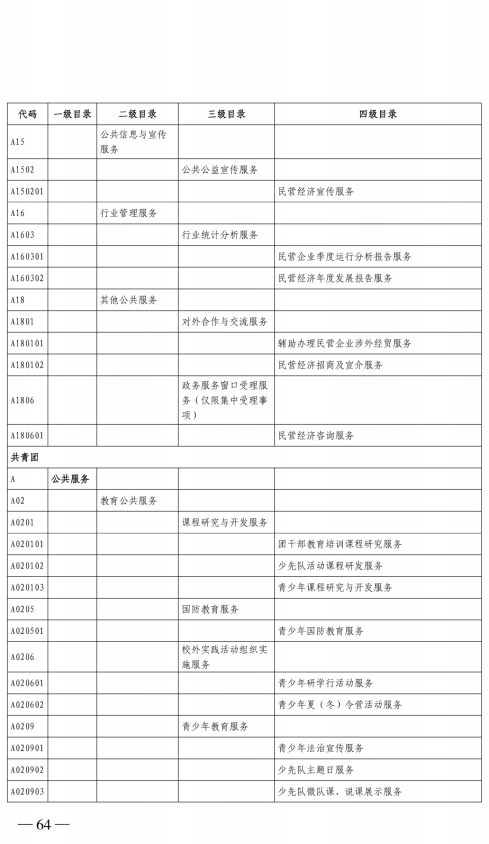 代码 一级目录 二级目录 三级目录 四级目录
A15 公共信息与宣传
服务
A1502 公共公益宣传服务
A150201 民营经济宣传服务
A16 行业管理服务
A1603 行业统计分析服务
A160301 民营企业季度运行分析报告服务
A160302 民营经济年度发展报告服务
A18 其他公共服务
A1801 对外合作与交流服务
A180101 辅助办理民营企业涉外经贸服务
A180102 民营经济招商及宣介服务
A1806 政务服务窗口受理服
务（仅限集中受理事
项）
A180601 民营经济咨询服务
共青团
A 公共服务
A02 教育公共服务
A0201 课程研究与开发服务
A020101 团干部教育培训课程研究服务
A020102 少先队活动课程研发服务
A020103 青少年课程研究与开发服务
A0205 国防教育服务
A020501 青少年国防教育服务
A0206 校外实践活动组织实
施服务
A020601 青少年研学行活动服务
A020602 青少年夏（冬）令营活动服务
A0209 青少年教育服务
A020901 青少年法治宣传服务
A020902 少先队主题日服务
A020903 少先队微队课、说课展示服务
— 64 —